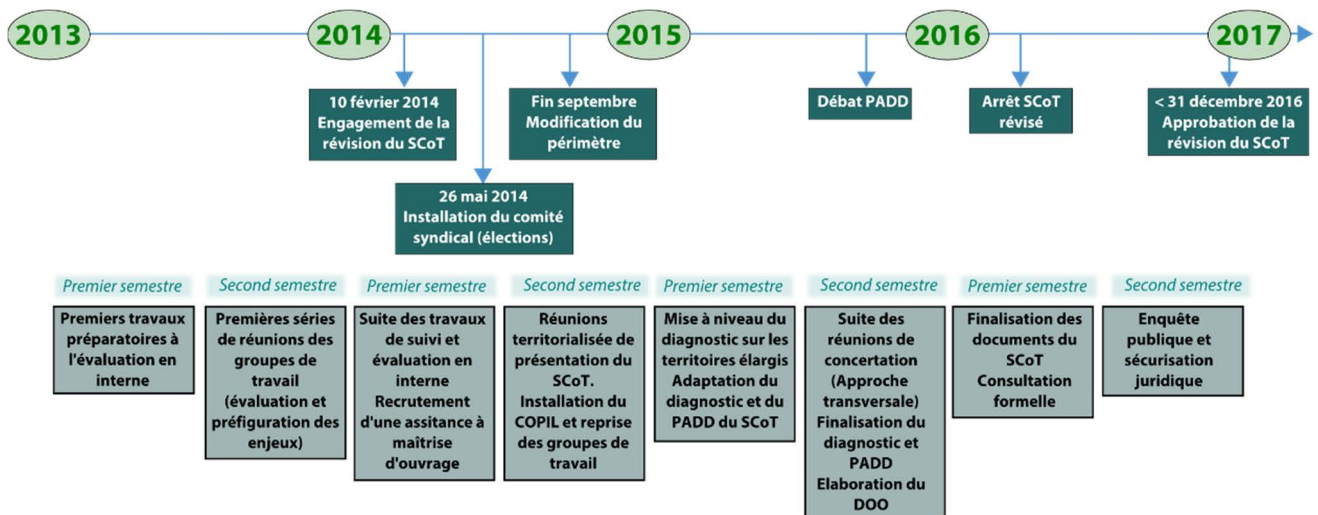 2013
2014
2015
2016
2017
10 février 2014
Engagement de la
révision du SCoT
26 mai 2014
Installation du comité
syndical (élections)
Fin septembre
Modification du
périmètre
Débat PADD
Arrêt SCoT
révisé
< 31 décembre 2016
Approbation de la
révision du SCoT
Premier semestre
Premiers travaux
préparatoires à
l'évaluation en
interne
Second semestre
Premières séries
de réunions des
groupes de
travail
(évaluation et
préfiguration des
enjeux)
Premier semestre
Suite des travaux
de suivi et
évaluation en
interne
Recrutement
d'une assitance à
maîtrise
d'ouvrage
Second semestre
Réunions
territorialisée de
présentation du
SCoT.
Installation du
COPIL et reprise
des groupes de
travail
Premier semestre
Mise à niveau du
diagnostic sur les
territoires élargis
Adaptation du
diagnostic et du
PADD du SCoT
Second semestre
Suite des
réunions de
concertation
(Approche
transversale)
Finalisation du
diagnostic et
PADD
Elaboration du
DOO
Premier semestre
Finalisation des
documents du
SCoT
Consultation
formelle
Second semestre
Enquête
publique et
sécurisation
juridique